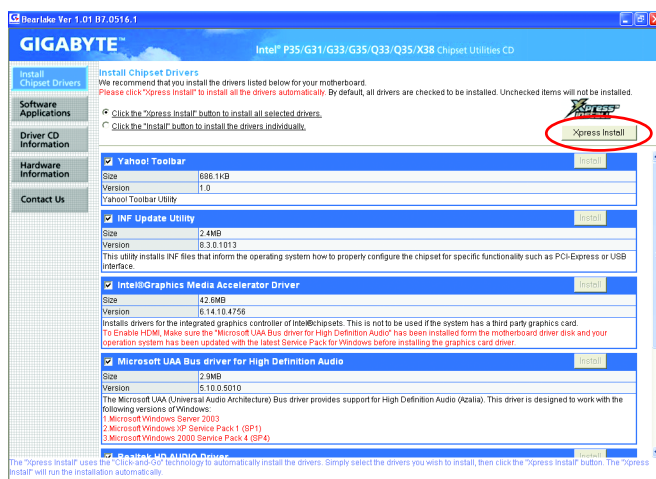 Bearlake Ver 1.01 B7.0516.1
GIGABYTE™
Intel® P35/G31/G33/G35/Q33/Q35/X38 Chipset Utilities CD
Install
Chipset Drivers
Software
Applications
Driver CD
Information
Hardware
Information
Contact Us
Install Chipset Drivers
We recommend that you install the drivers listed below for your motherboard.
Please click "Xpress Install" to install all the drivers automatically. By default, all drivers are checked to be installed. Unchecked items will not be installed.
Click the "Xpress Install" button to install all selected drivers.
Click the "Install" button to install the drivers individually.
Xpress
Install
Xpress Install
Yahoo! Toolbar
Install
Size 686.1KB
Version 1.0
Yahoo! Toolbar Utility
INF Update Utility
Install
Size 2.4MB
Version 8.3.0.1013
This utility installs INF files that inform the operating system how to properly configure the chipset for specific functionality such as PCI-Express or USB
interface.
Intel®Graphics Media Accelerator Driver
Install
Size 42.6MB
Version 6.14.10.4756
Installs drivers for the integrated graphics controller of Intel®chipsets. This is not to be used if the system has a third party graphics card.
To Enable HDMI, Make sure the "Microsoft UAA Bus driver for High Definition Audio" has been installed form the motherboard driver disk and your
operation system has been updated with the latest Service Pack for Windows before installing the graphics card driver.
Microsoft UAA Bus driver for High Definition Audio
Install
Size 2.9MB
Version 5.10.0.5010
The Microsoft UAA (Universal Audio Architecture) Bus driver provides support for High Definition Audio (Azalia). This driver is designed to work with the
following versions of Windows:
1.Microsoft Windows Server 2003
2.Microsoft Windows XP Service Pack 1 (SP1)
3.Microsoft Windows 2000 Service Pack 4 (SP4)
Realtek HD AUDIO Driver
Install
The "Xpress Install" uses the "Click-and-Go" technology to automatically install the drivers. Simply select the drivers you wish to install, then click the "Xpress Install" button. The "Xpress
Install" will run the installation automatically.